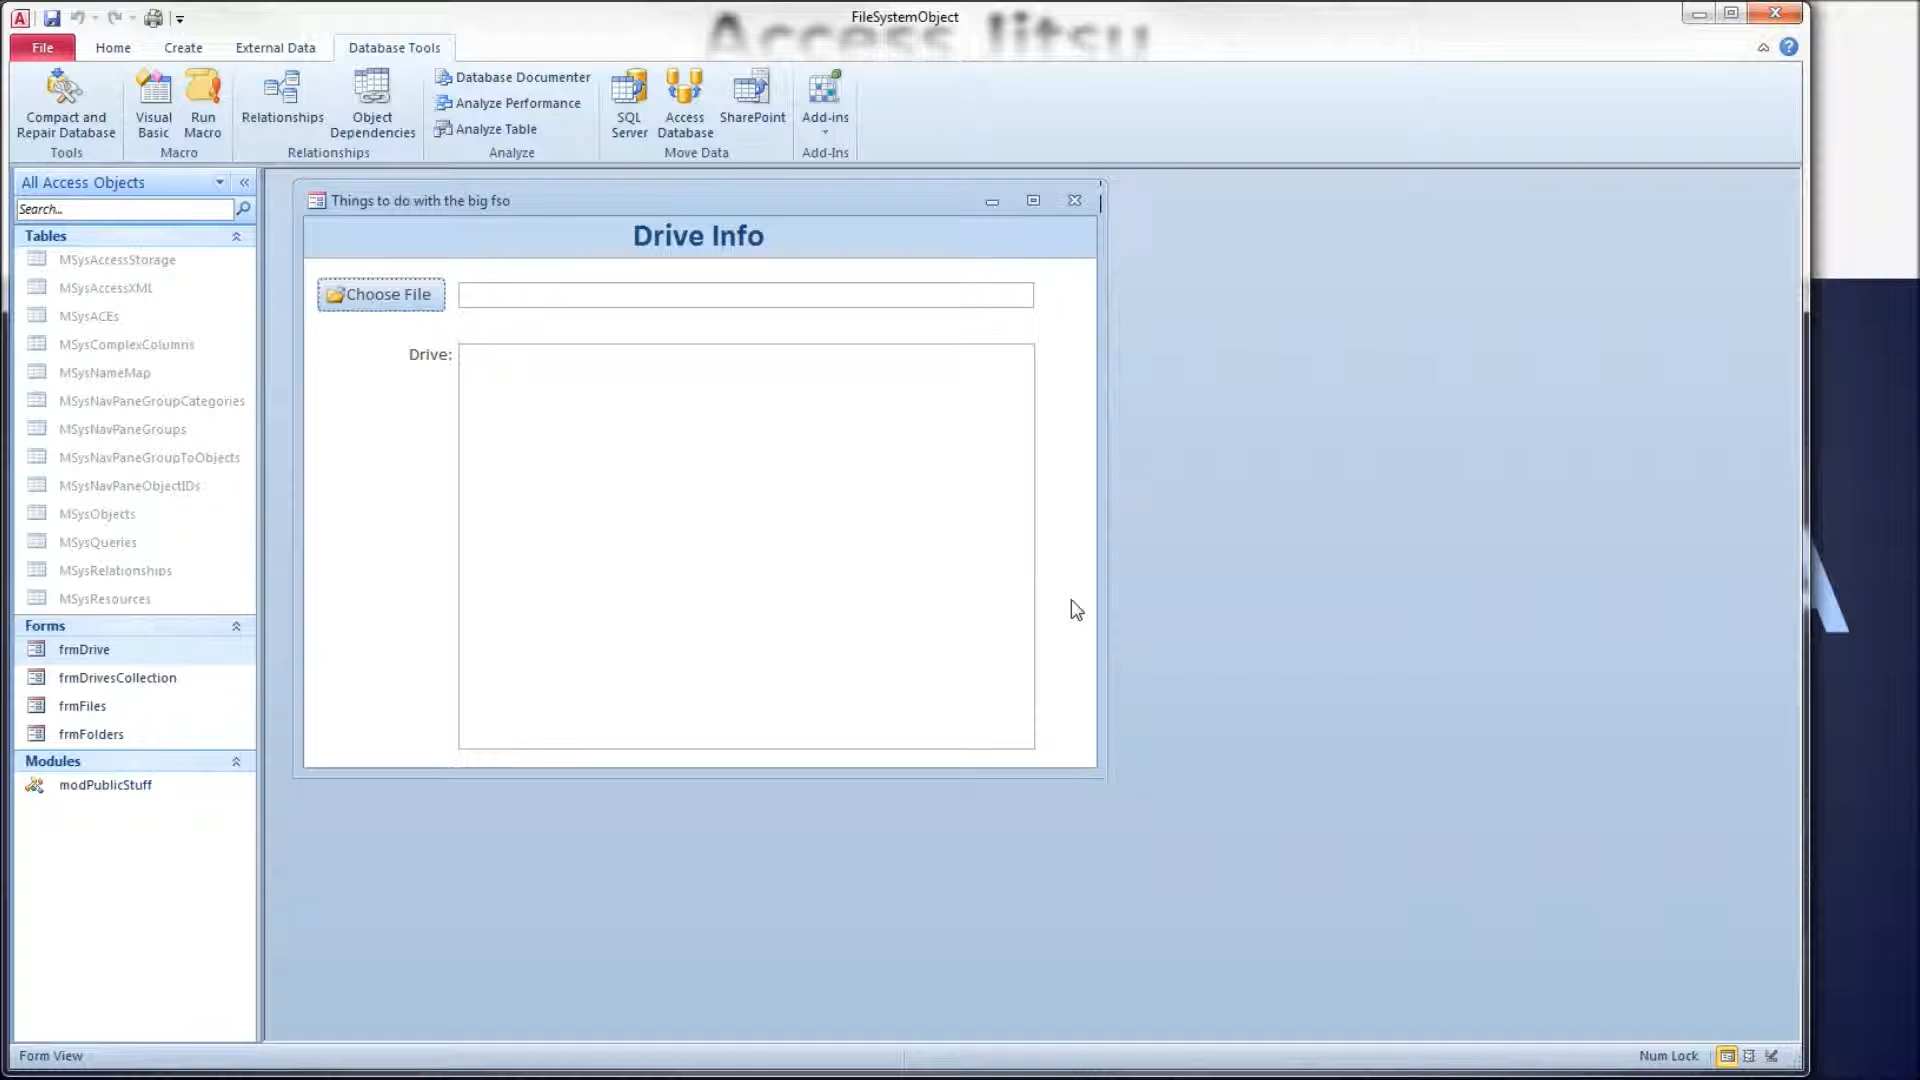 Access Jitsu
FileSystemObject
File
Home
Create
External Data
Database Tools
Compact and
Repair Database
Tools
Visual
Basic
Run
Macro
Macro
Relationships
Object
Dependencies
Relationships
Database Documenter
Analyze Performance
Analyze Table
Analyze
SQL
Server
Access
Database
SharePoint
Move Data
Add-ins
Add-Ins
All Access Objects
Search...
Tables
MSysAccessStorage
MSysAccessXML
MSysACEs
MSysComplexColumns
MSysNameMap
MSysNavPaneGroupCategories
MSysNavPaneGroups
MSysNavPaneGroupToObjects
MSysNavPaneObjectIDs
MSysObjects
MSysQueries
MSysRelationships
MSysResources
Forms
frmDrive
frmDrivesCollection
frmFiles
frmFolders
Modules
modPublicStuff
Things to do with the big fso
Drive Info
Choose File
Drive:
Form View
Num Lock